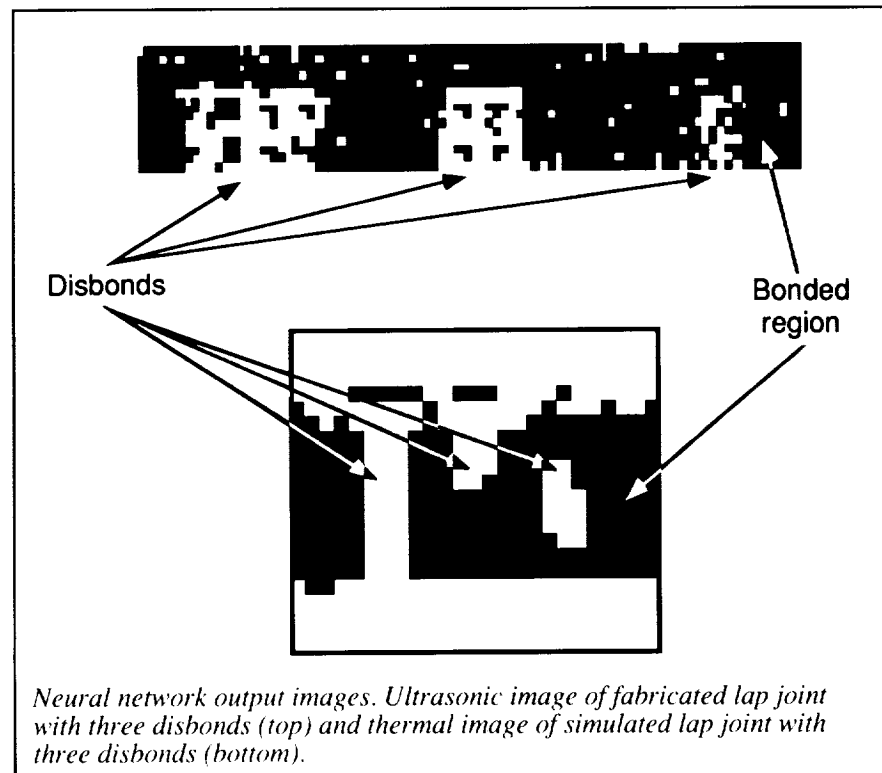 Disbonds
Bonded
region
Neural network output images. Ultrasonic image of fabricated lap joint
with three disbonds (top) and thermal image of simulated lap joint with
three disbonds (bottom).